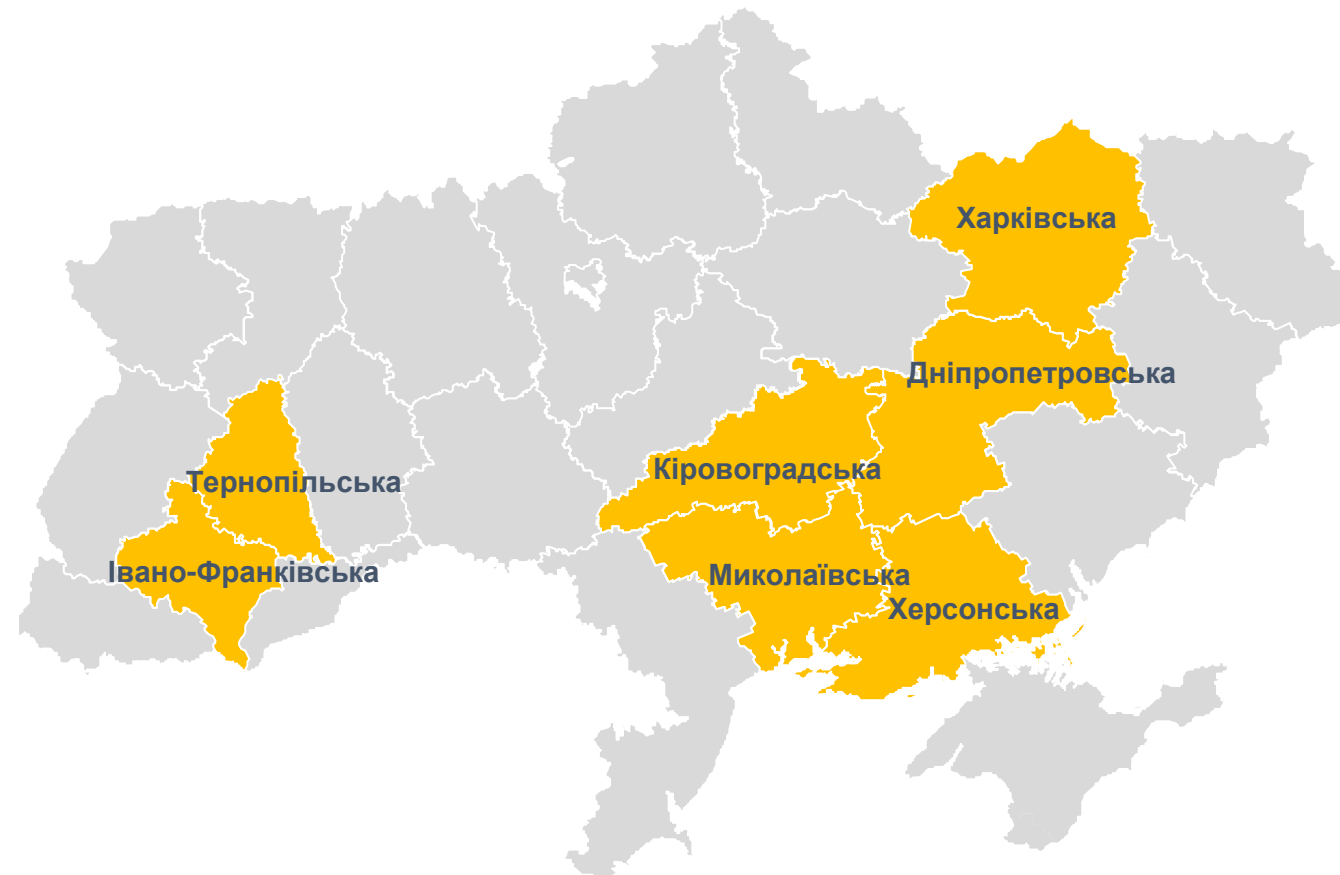 Харківська
Дніпропетровська
Кіровоградська
Тернопільська
Івано-Франківська
Миколаївська
Херсонська